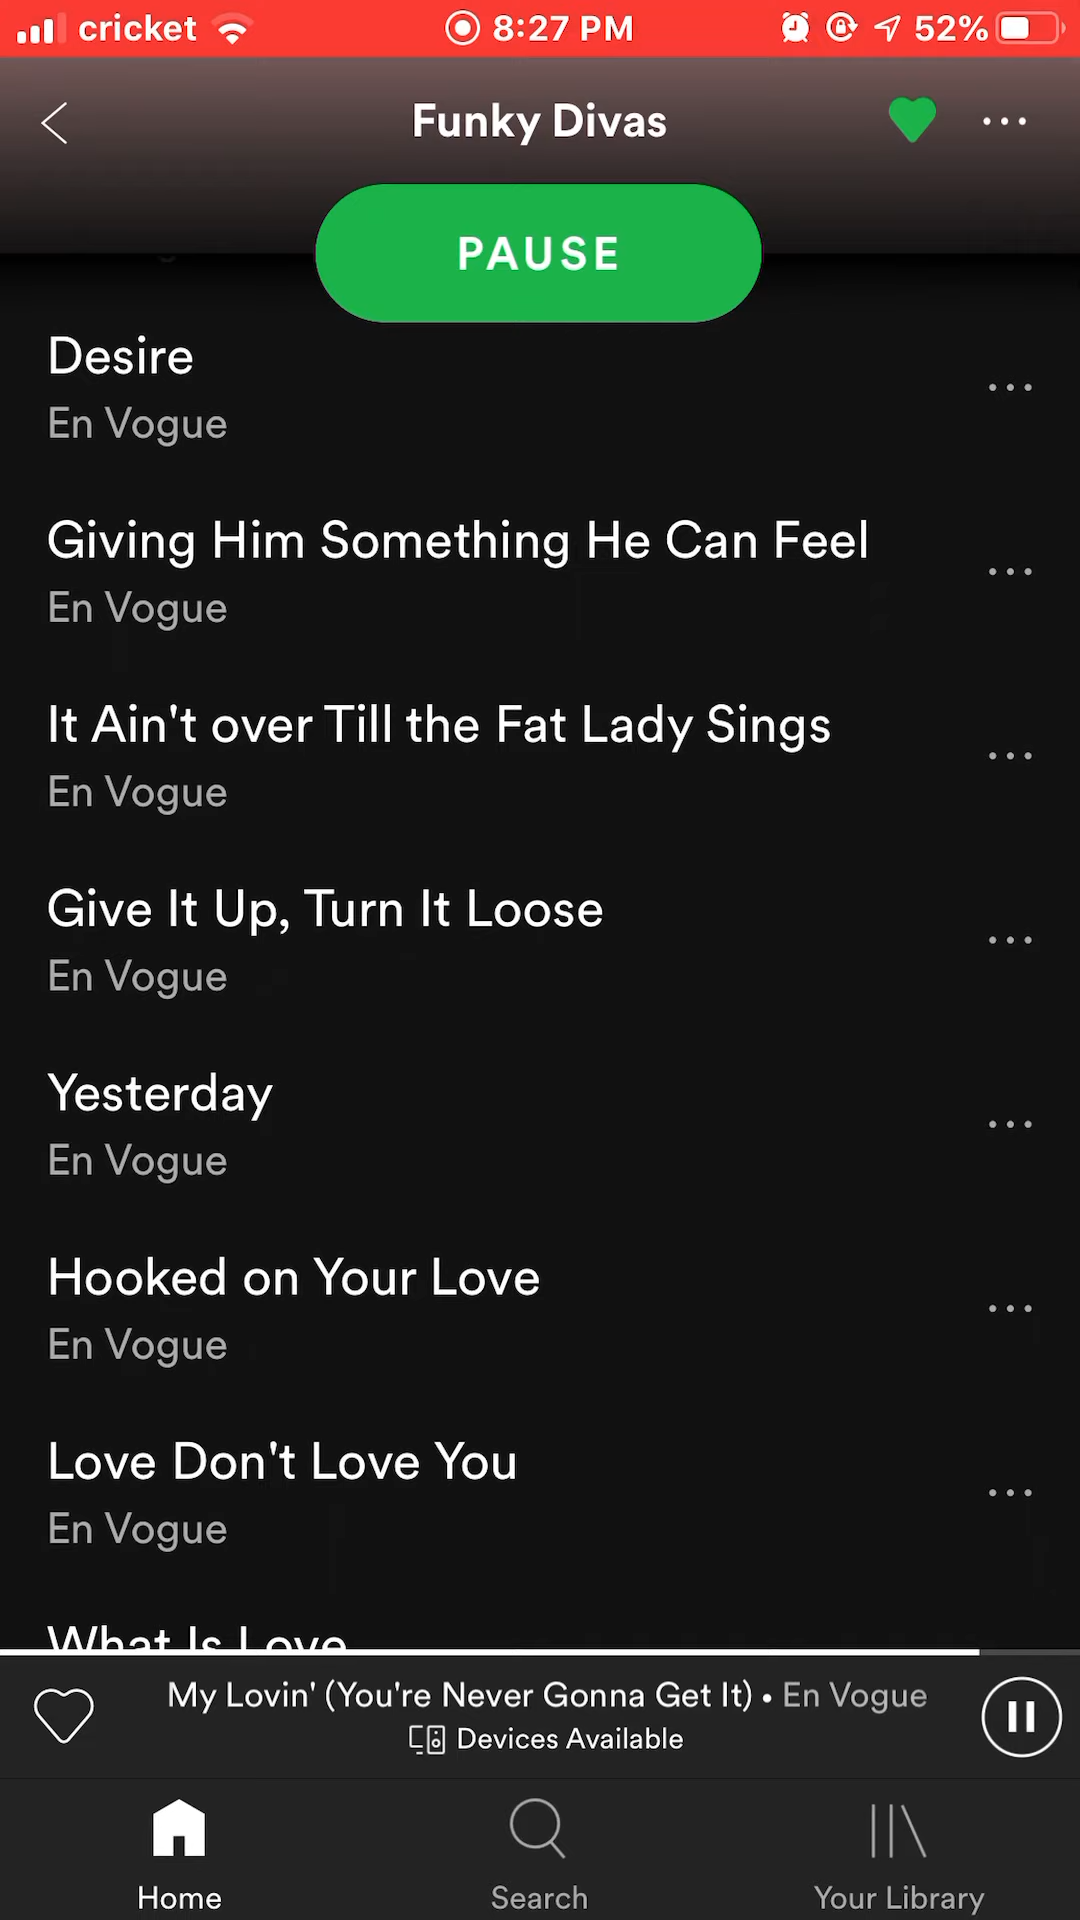 cricket 8:27 PM 52%
Funky Divas
PAUSE
Desire
En Vogue
Giving Him Something He Can Feel
En Vogue
It Ain't over Till the Fat Lady Sings
En Vogue
Give It Up, Turn It Loose
En Vogue
Yesterday
En Vogue
Hooked on Your Love
En Vogue
Love Don't Love You
En Vogue
What Is Love
My Lovin' (You're Never Gonna Get It) • En Vogue
Devices Available
Home Search Your Library